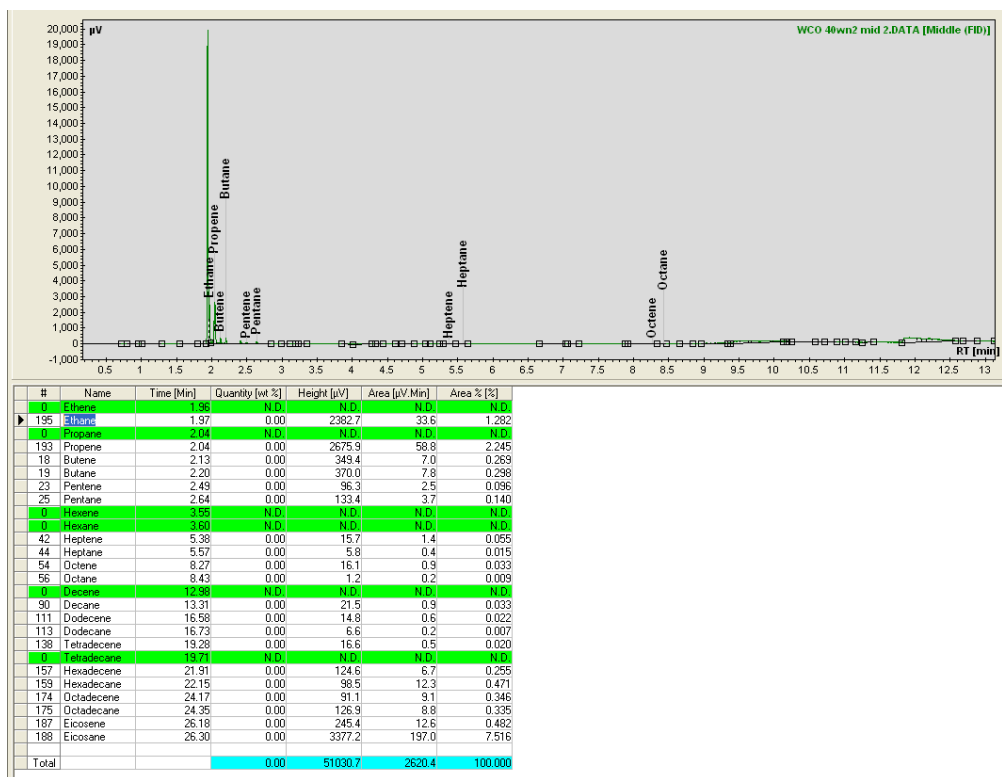 20,000 µV WCO 40wn2 mid 2.DATA [Middle (FID)]
19,000
18,000
17,000
16,000
15,000
14,000
13,000
12,000
11,000
10,000
9,000
8,000
7,000
6,000
5,000
4,000
3,000
2,000
1,000
0
-1,000
Ethane
Propene
Butene
Butane
Pentene
Pentane
Heptene
Heptane
Octene
Octane
RT [min]
0.5 1 1.5 2 2.5 3 3.5 4 4.5 5 5.5 6 6.5 7 7.5 8 8.5 9 9.5 10 10.5 11 11.5 12 12.5 13
# Name Time [Min] Quantity [wt %] Height [µV] Area [µV.Min] Area % [%]
0 Ethene 1.96 N.D. N.D. N.D. N.D.
195 Ethane 1.97 0.00 2382.7 33.6 1.282
0 Propane 2.04 N.D. N.D. N.D. N.D.
193 Propene 2.04 0.00 2675.9 58.8 2.245
18 Butene 2.13 0.00 349.4 7.0 0.269
19 Butane 2.20 0.00 370.0 7.8 0.298
23 Pentene 2.49 0.00 96.3 2.5 0.096
25 Pentane 2.64 0.00 133.4 3.7 0.140
0 Hexene 3.55 N.D. N.D. N.D. N.D.
0 Hexane 3.60 N.D. N.D. N.D. N.D.
42 Heptene 5.38 0.00 15.7 1.4 0.055
44 Heptane 5.57 0.00 5.8 0.4 0.015
54 Octene 8.27 0.00 16.1 0.9 0.033
56 Octane 8.43 0.00 1.2 0.2 0.009
0 Decene 12.98 N.D. N.D. N.D. N.D.
90 Decane 13.31 0.00 21.5 0.9 0.033
111 Dodecene 16.58 0.00 14.8 0.6 0.022
113 Dodecane 16.73 0.00 6.6 0.2 0.007
138 Tetradecene 19.28 0.00 16.6 0.5 0.020
0 Tetradecane 19.71 N.D. N.D. N.D. N.D.
157 Hexadecene 21.91 0.00 124.6 6.7 0.255
159 Hexadecane 22.15 0.00 98.5 12.3 0.471
174 Octadecene 24.17 0.00 91.1 9.1 0.346
175 Octadecane 24.35 0.00 126.9 8.8 0.335
187 Eicosene 26.18 0.00 245.4 12.6 0.482
188 Eicosane 26.30 0.00 3377.2 197.0 7.516
Total 0.00 51030.7 2620.4 100.000